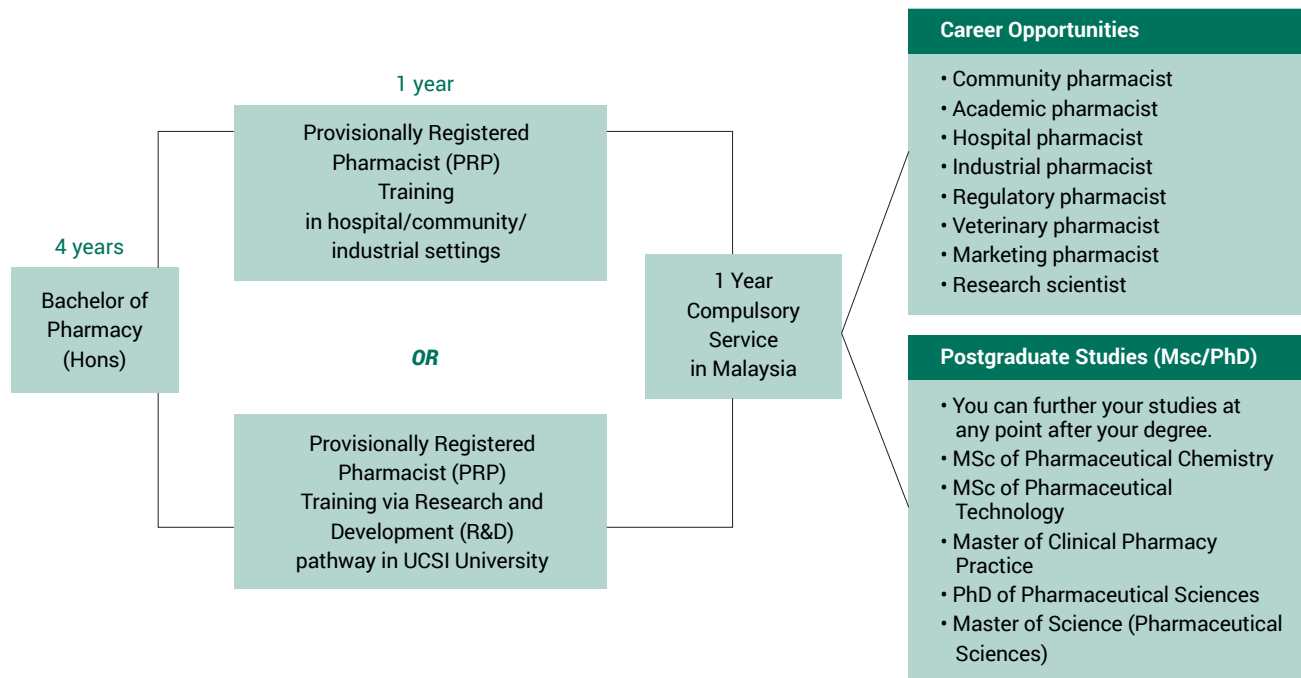 4 years
Bachelor of
Pharmacy
(Hons)
1 year
Provisionally Registered
Pharmacist (PRP)
Training
in hospital/community/
industrial settings
OR
Provisionally Registered
Pharmacist (PRP)
Training via Research and
Development (R&D)
pathway in UCSI University
1 Year
Compulsory
Service
in Malaysia
Career Opportunities
• Community pharmacist
• Academic pharmacist
• Hospital pharmacist
• Industrial pharmacist
• Regulatory pharmacist
• Veterinary pharmacist
• Marketing pharmacist
• Research scientist
Postgraduate Studies (Msc/PhD)
• You can further your studies at
any point after your degree.
• MSc of Pharmaceutical Chemistry
• MSc of Pharmaceutical
Technology
• Master of Clinical Pharmacy
Practice
• PhD of Pharmaceutical Sciences
• Master of Science (Pharmaceutical
Sciences)